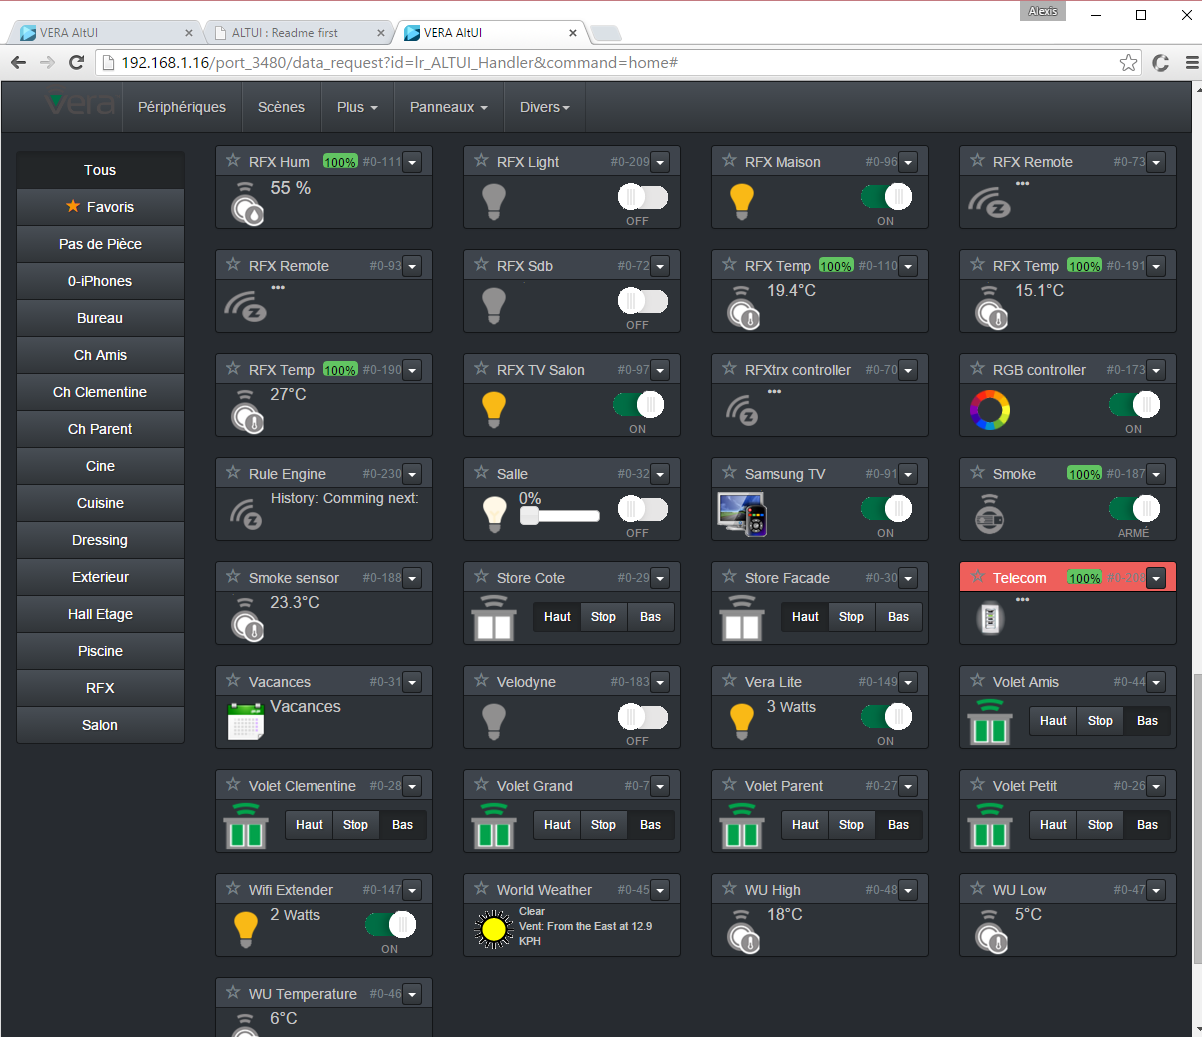 Alexis
VERA AltUI
ALTUI : Readme first
VERA AltUI
192.168.1.16/port_3480/data_request?id=lr_ALTUI_Handler&command=home#
vera
Périphériques
Scènes
Plus
Panneaux
Divers
Tous
Favoris
Pas de Pièce
0-iPhones
Bureau
Ch Amis
Ch Clementine
Ch Parent
Cine
Cuisine
Dressing
Exterieur
Hall Etage
Piscine
RFX
Salon
RFX Hum 100% #0-111
55 %
RFX Light #0-209
OFF
RFX Maison #0-96
ON
RFX Remote #0-73
•••
RFX Remote #0-93
•••
RFX Sdb #0-72
OFF
RFX Temp 100% #0-110
19.4°C
RFX Temp 100% #0-191
15.1°C
RFX Temp 100% #0-190
27°C
RFX TV Salon #0-97
ON
RFXtrx controller #0-70
•••
RGB controller #0-173
ON
Rule Engine #0-230
History: Comming next:
Salle #0-32
0%
OFF
Samsung TV #0-91
ON
Smoke 100% #0-187
ARMÉ
Smoke sensor #0-188
23.3°C
Store Cote #0-29
Haut Stop Bas
Store Facade #0-30
Haut Stop Bas
Telecom 100%
•••
Vacances #0-31
Vacances
Velodyne #0-183
OFF
Vera Lite #0-149
3 Watts
ON
Volet Amis #0-44
Haut Stop Bas
Volet Clementine #0-28
Haut Stop Bas
Volet Grand #0-7
Haut Stop Bas
Volet Parent #0-27
Haut Stop Bas
Volet Petit #0-26
Haut Stop Bas
Wifi Extender #0-147
2 Watts
ON
World Weather #0-45
Clear
Vent: From the East at 12.9
KPH
WU High #0-48
18°C
WU Low #0-47
5°C
WU Temperature #0-46
6°C